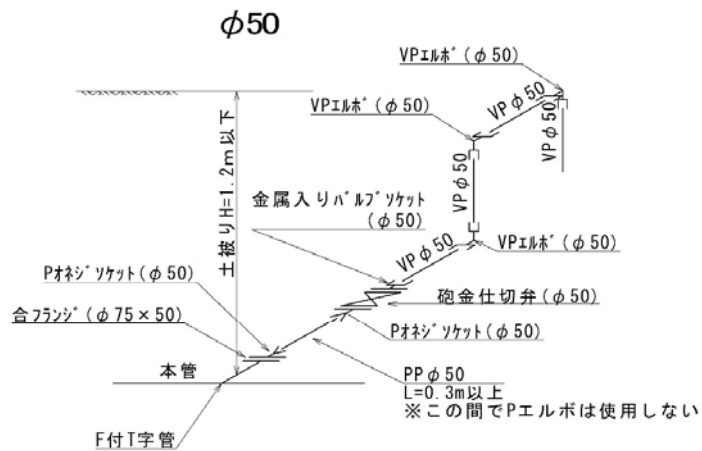 φ50
VPエルボ(φ50)
VPφ50
VPφ50
VPエルボ(φ50)
VPφ50
土被りH=1.2m以下
金属入りバルブソケット
(φ50)
VPφ50
VPエルボ(φ50)
Pオネジソケット(φ50)
砲金仕切弁(φ50)
合フランジ(φ75×50)
Pオネジソケット(φ50)
本管
PPφ50
L=0.3m以上
※この間でPエルボは使用しない
F付T字管